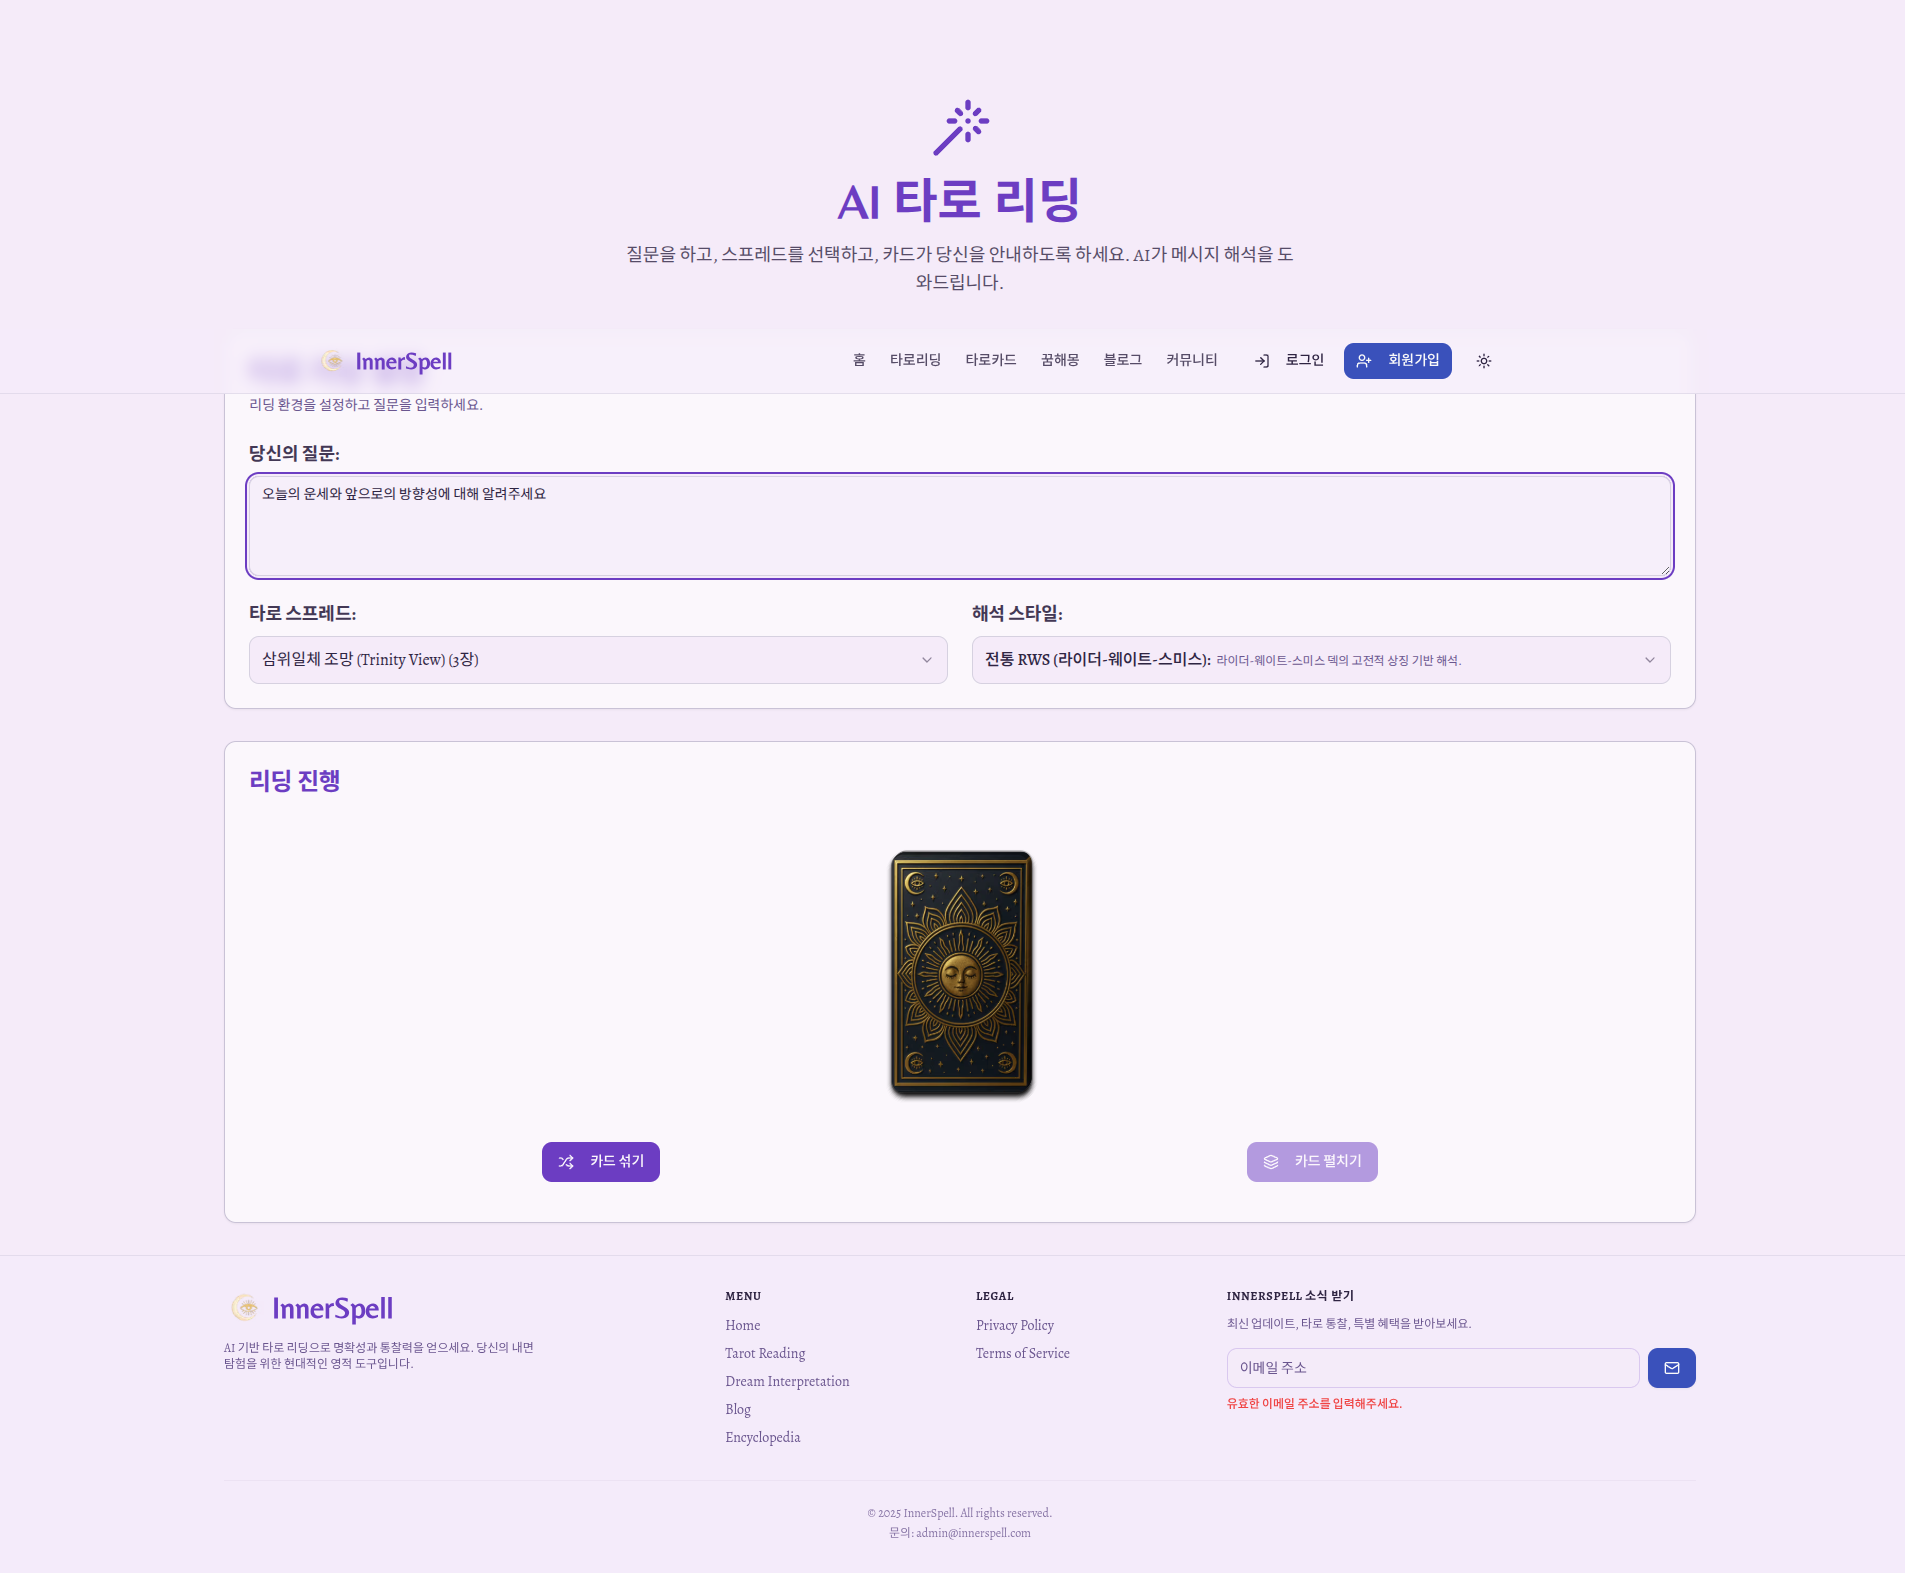 AI 타로 리딩
질문을 하고, 스프레드를 선택하고, 카드가 당신을 안내하도록 하세요. AI가 메시지 해석을 도
와드립니다.
InnerSpell
홈 타로리딩 타로카드 꿈해몽 블로그 커뮤니티 로그인 회원가입
리딩 환경을 설정하고 질문을 입력하세요.
당신의 질문:
오늘의 운세와 앞으로의 방향성에 대해 알려주세요
타로 스프레드:
삼위일체 조망 (Trinity View) (3장)
해석 스타일:
전통 RWS (라이더-웨이트-스미스): 라이더-웨이트-스미스 덱의 고전적 상징 기반 해석.
리딩 진행
카드 섞기
카드 펼치기
InnerSpell
AI 기반 타로 리딩으로 명확성과 통찰력을 얻으세요. 당신의 내면
탐험을 위한 현대적인 영적 도구입니다.
MENU
Home
Tarot Reading
Dream Interpretation
Blog
Encyclopedia
LEGAL
Privacy Policy
Terms of Service
INNERSPELL 소식 받기
최신 업데이트, 타로 통찰, 특별 혜택을 받아보세요.
이메일 주소
유효한 이메일 주소를 입력해주세요.
© 2025 InnerSpell. All rights reserved.
문의: admin@innerspell.com